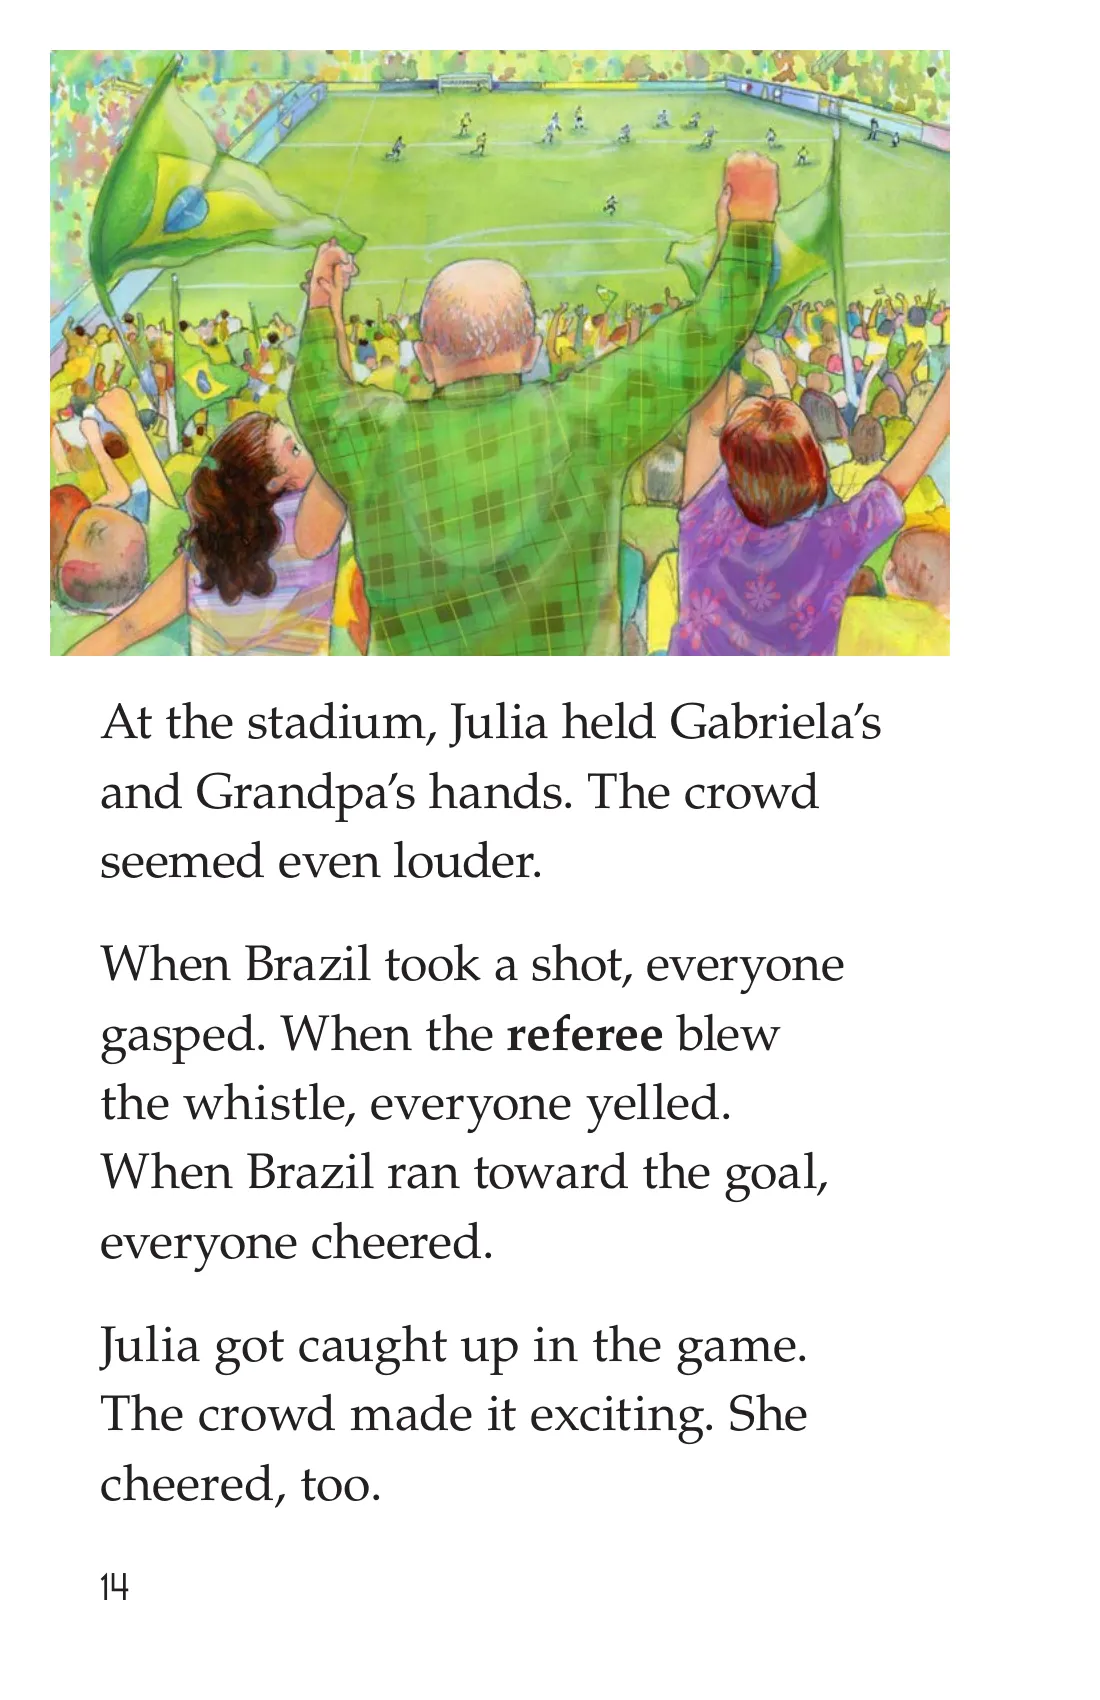 At the stadium, Julia held Gabriela’s
and Grandpa’s hands. The crowd
seemed even louder.
When Brazil took a shot, everyone
gasped. When the referee blew
the whistle, everyone yelled.
When Brazil ran toward the goal,
everyone cheered.
Julia got caught up in the game.
The crowd made it exciting. She
cheered, too.
14